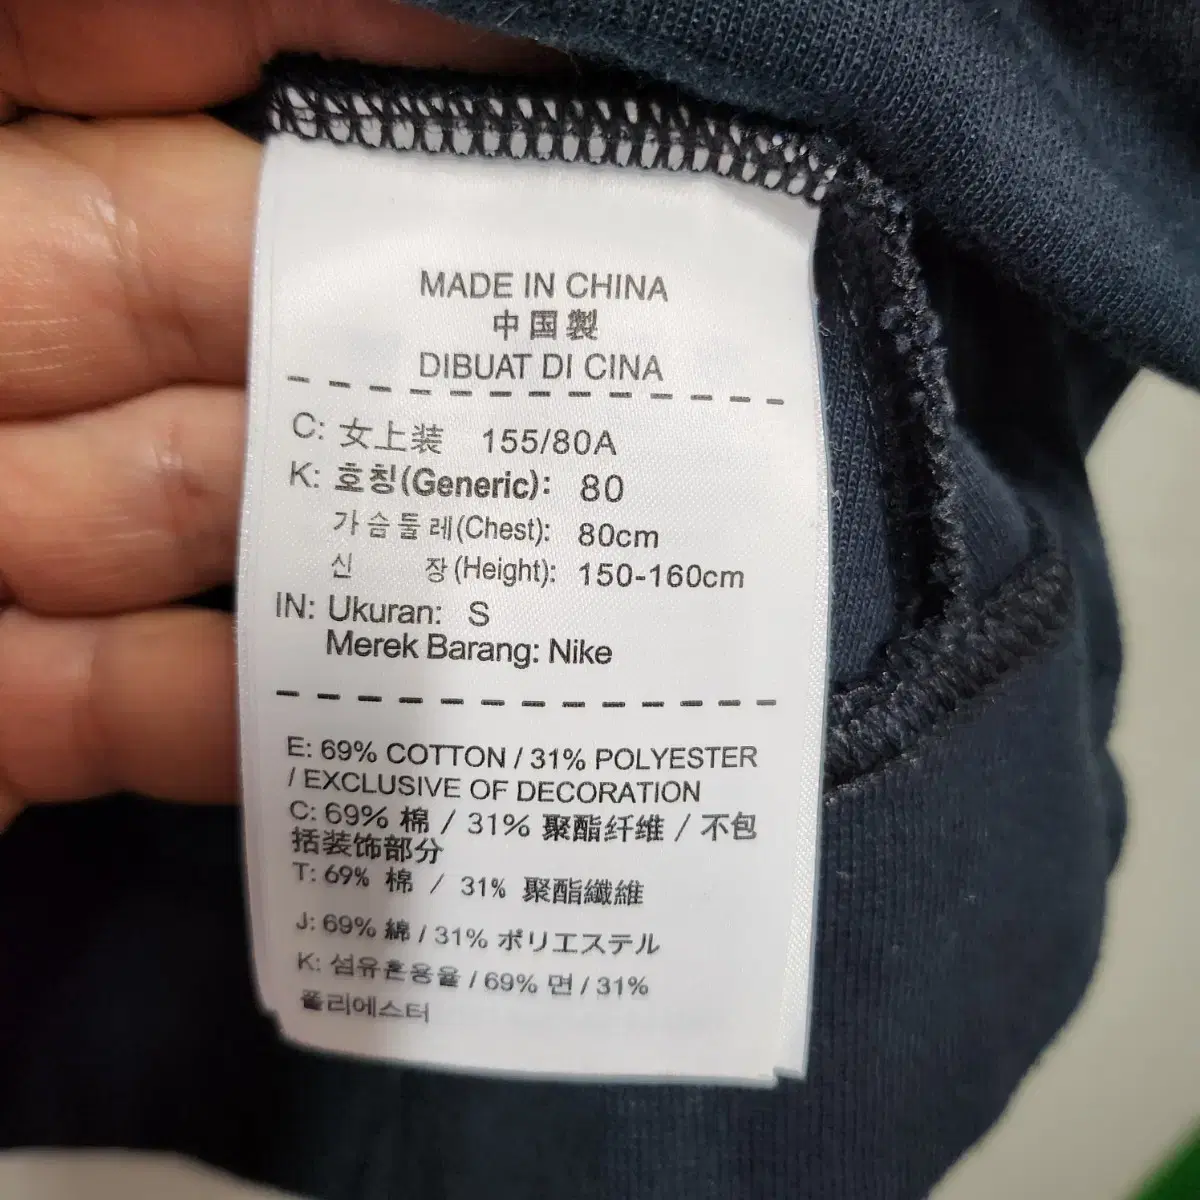 MADE IN CHINA
中国製
DIBUAT DI CINA
C: 女上装 155/80A
K: 호칭(Generic): 80
가슴둘레(Chest): 80cm
신 장(Height): 150-160cm
IN: Ukuran: S
Merek Barang: Nike
E: 69% COTTON / 31% POLYESTER
/ EXCLUSIVE OF DECORATION
C: 69% 棉 / 31% 聚酯纤维 / 不包
括装饰部分
T: 69% 棉 / 31% 聚酯纖維
J: 69% 綿 / 31% ポリエステル
K: 섬유혼용율 / 69% 면 / 31%
폴리에스터